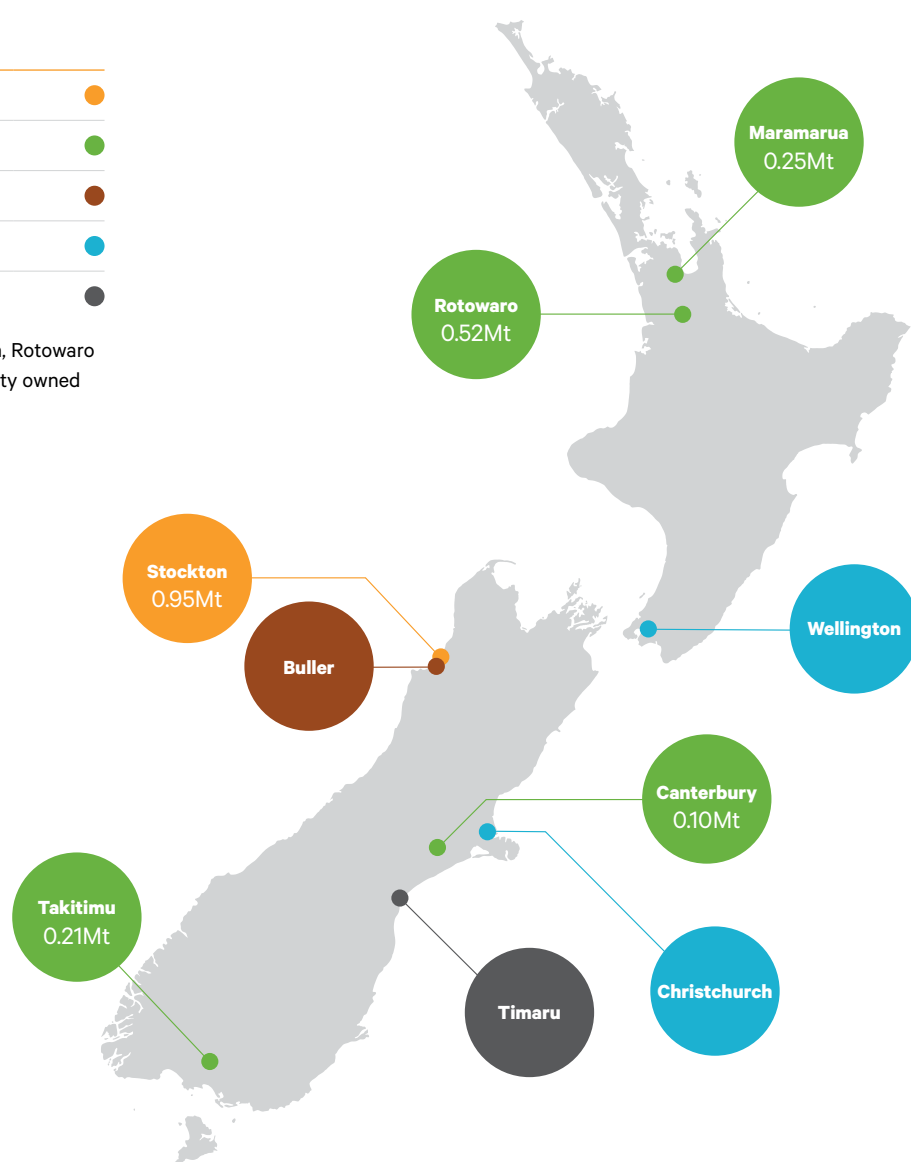 , Rotowaro
ty owned
Maramarua
0.25Mt
Rotowaro
0.52Mt
Stockton
0.95Mt
Buller
Wellington
Canterbury
0.10Mt
Takitimu
0.21Mt
Christchurch
Timaru